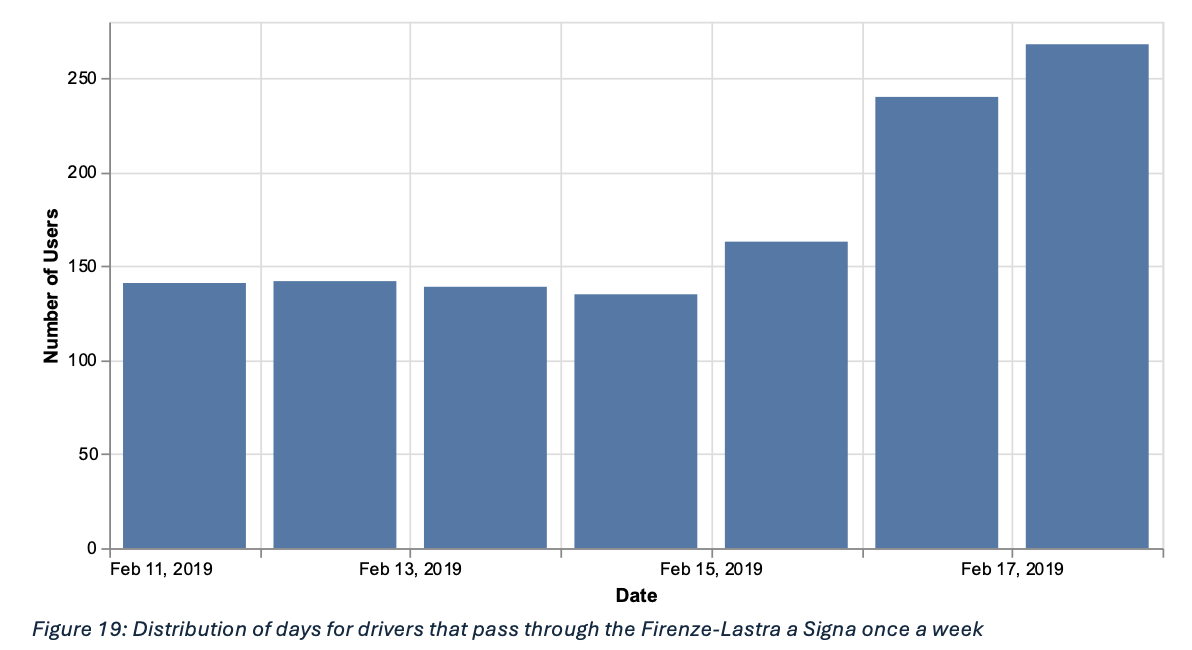 250
200
150
100
50
0
Number of Users
Feb 11, 2019 Feb 13, 2019 Feb 15, 2019 Feb 17, 2019
Date
Figure 19: Distribution of days for drivers that pass through the Firenze-Lastra a Signa once a week